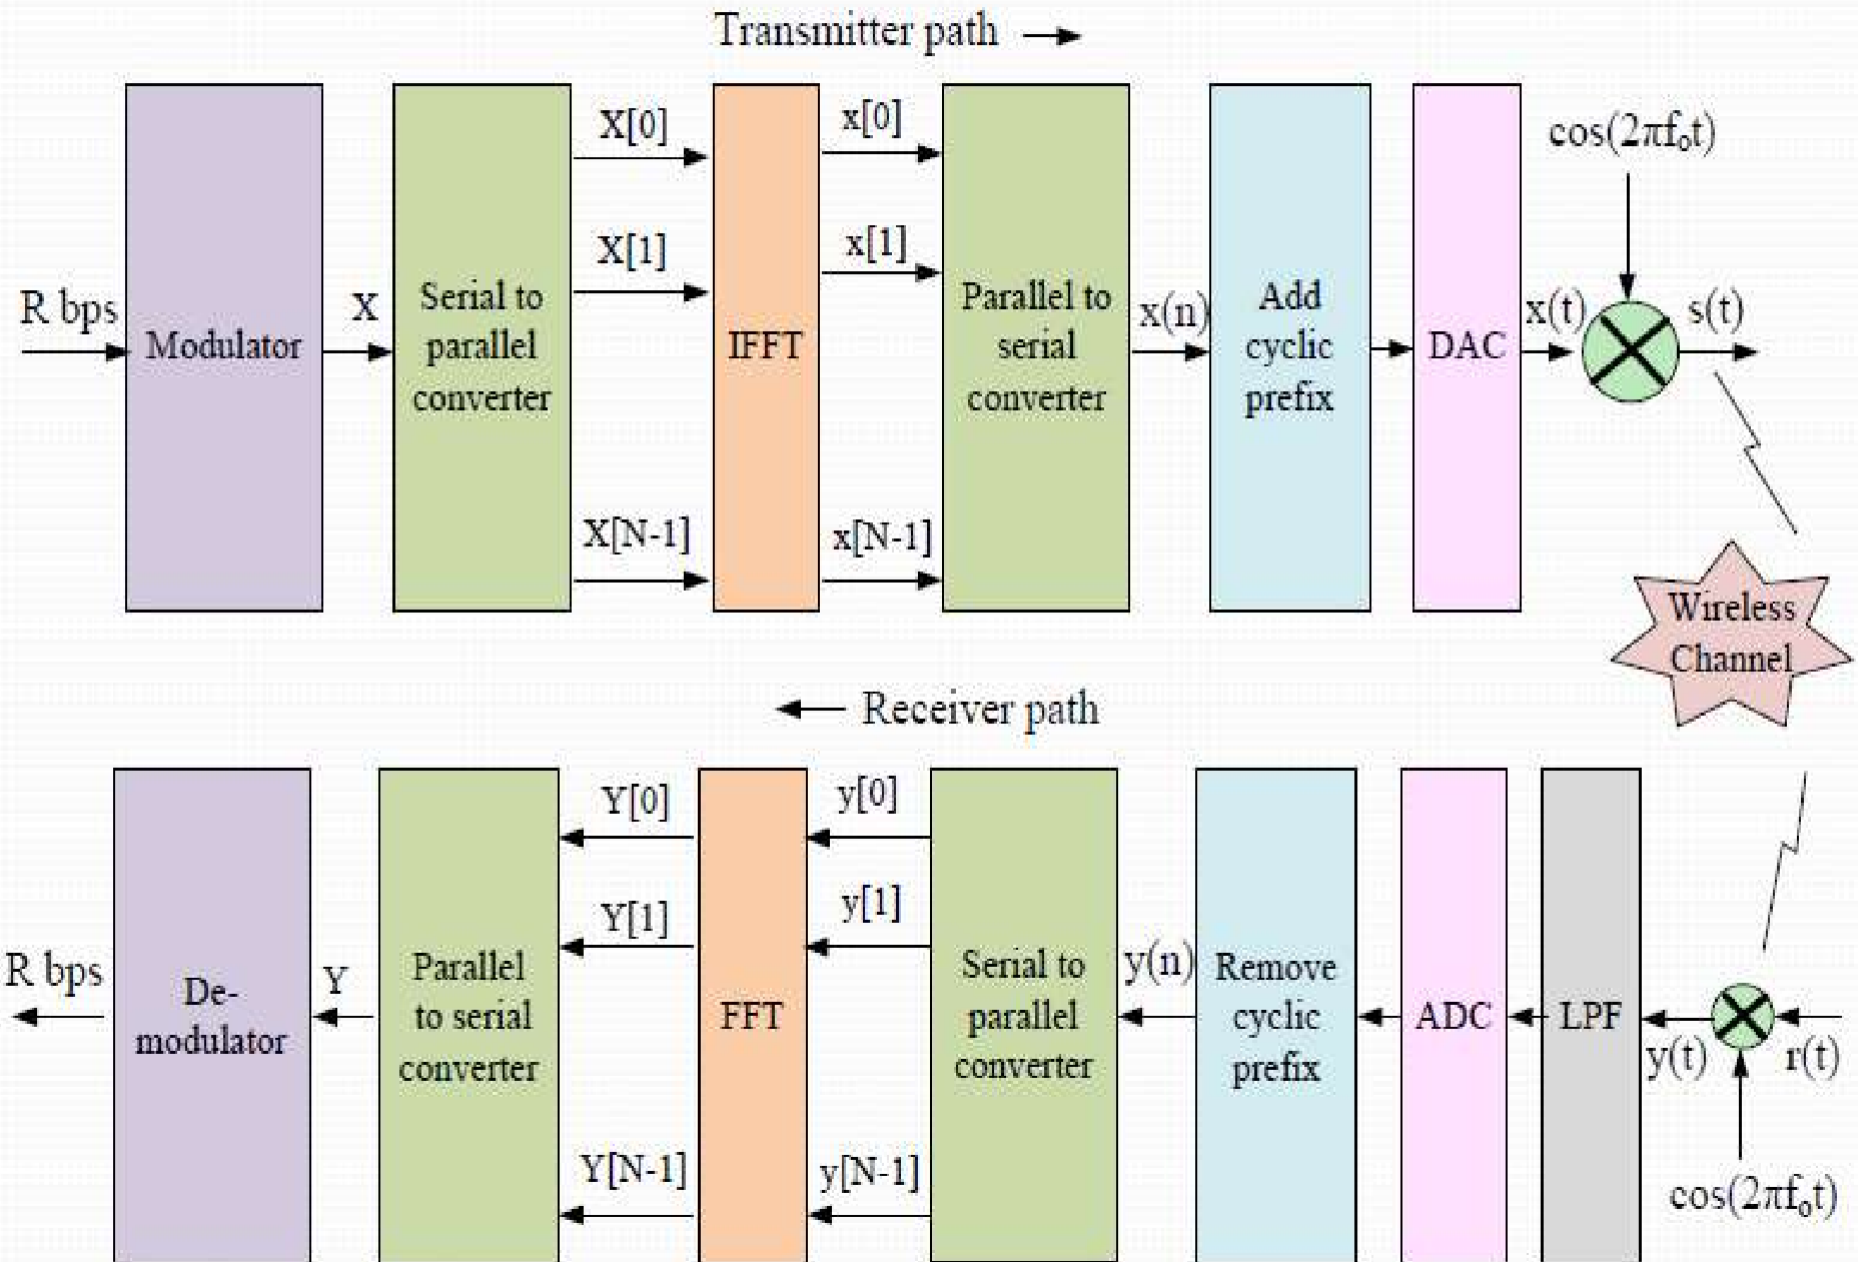 Transmitter path
R bps
Modulator
X
Serial to
parallel
converter
X[0]
X[1]
X[N-1]
IFFT
x[0]
x[1]
x[N-1]
Parallel to
serial
converter
x(n)
Add
cyclic
prefix
DAC
x(t)
cos(2πf₀t)
s(t)
Wireless
Channel
Receiver path
r(t)
cos(2πf₀t)
y(t)
LPF
ADC
Remove
cyclic
prefix
y(n)
Serial to
parallel
converter
y[0]
y[1]
y[N-1]
FFT
Y[0]
Y[1]
Y[N-1]
Parallel
to serial
converter
Y
De-
modulator
R bps